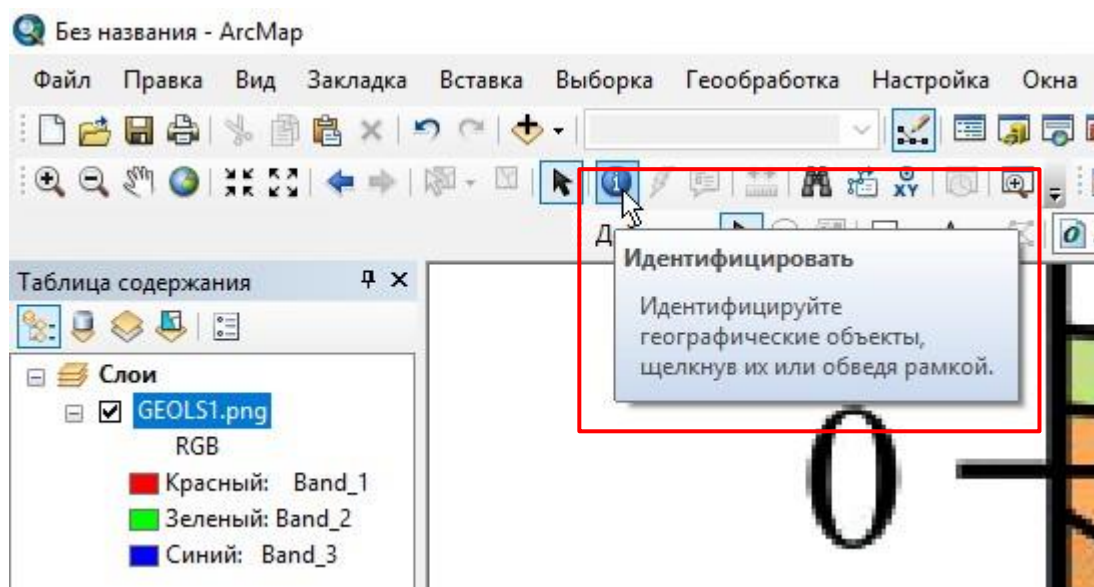 Без названия - ArcMap
Файл Правка Вид Закладка Вставка Выборка Геообработка Настройка Окна
XY
Таблица содержания
Слои
GEOLS1.png
RGB
Красный: Band_1
Зеленый: Band_2
Синий: Band_3
Идентифицировать
Идентифицируйте
географические объекты,
щелкнув их или обведя рамкой.
0